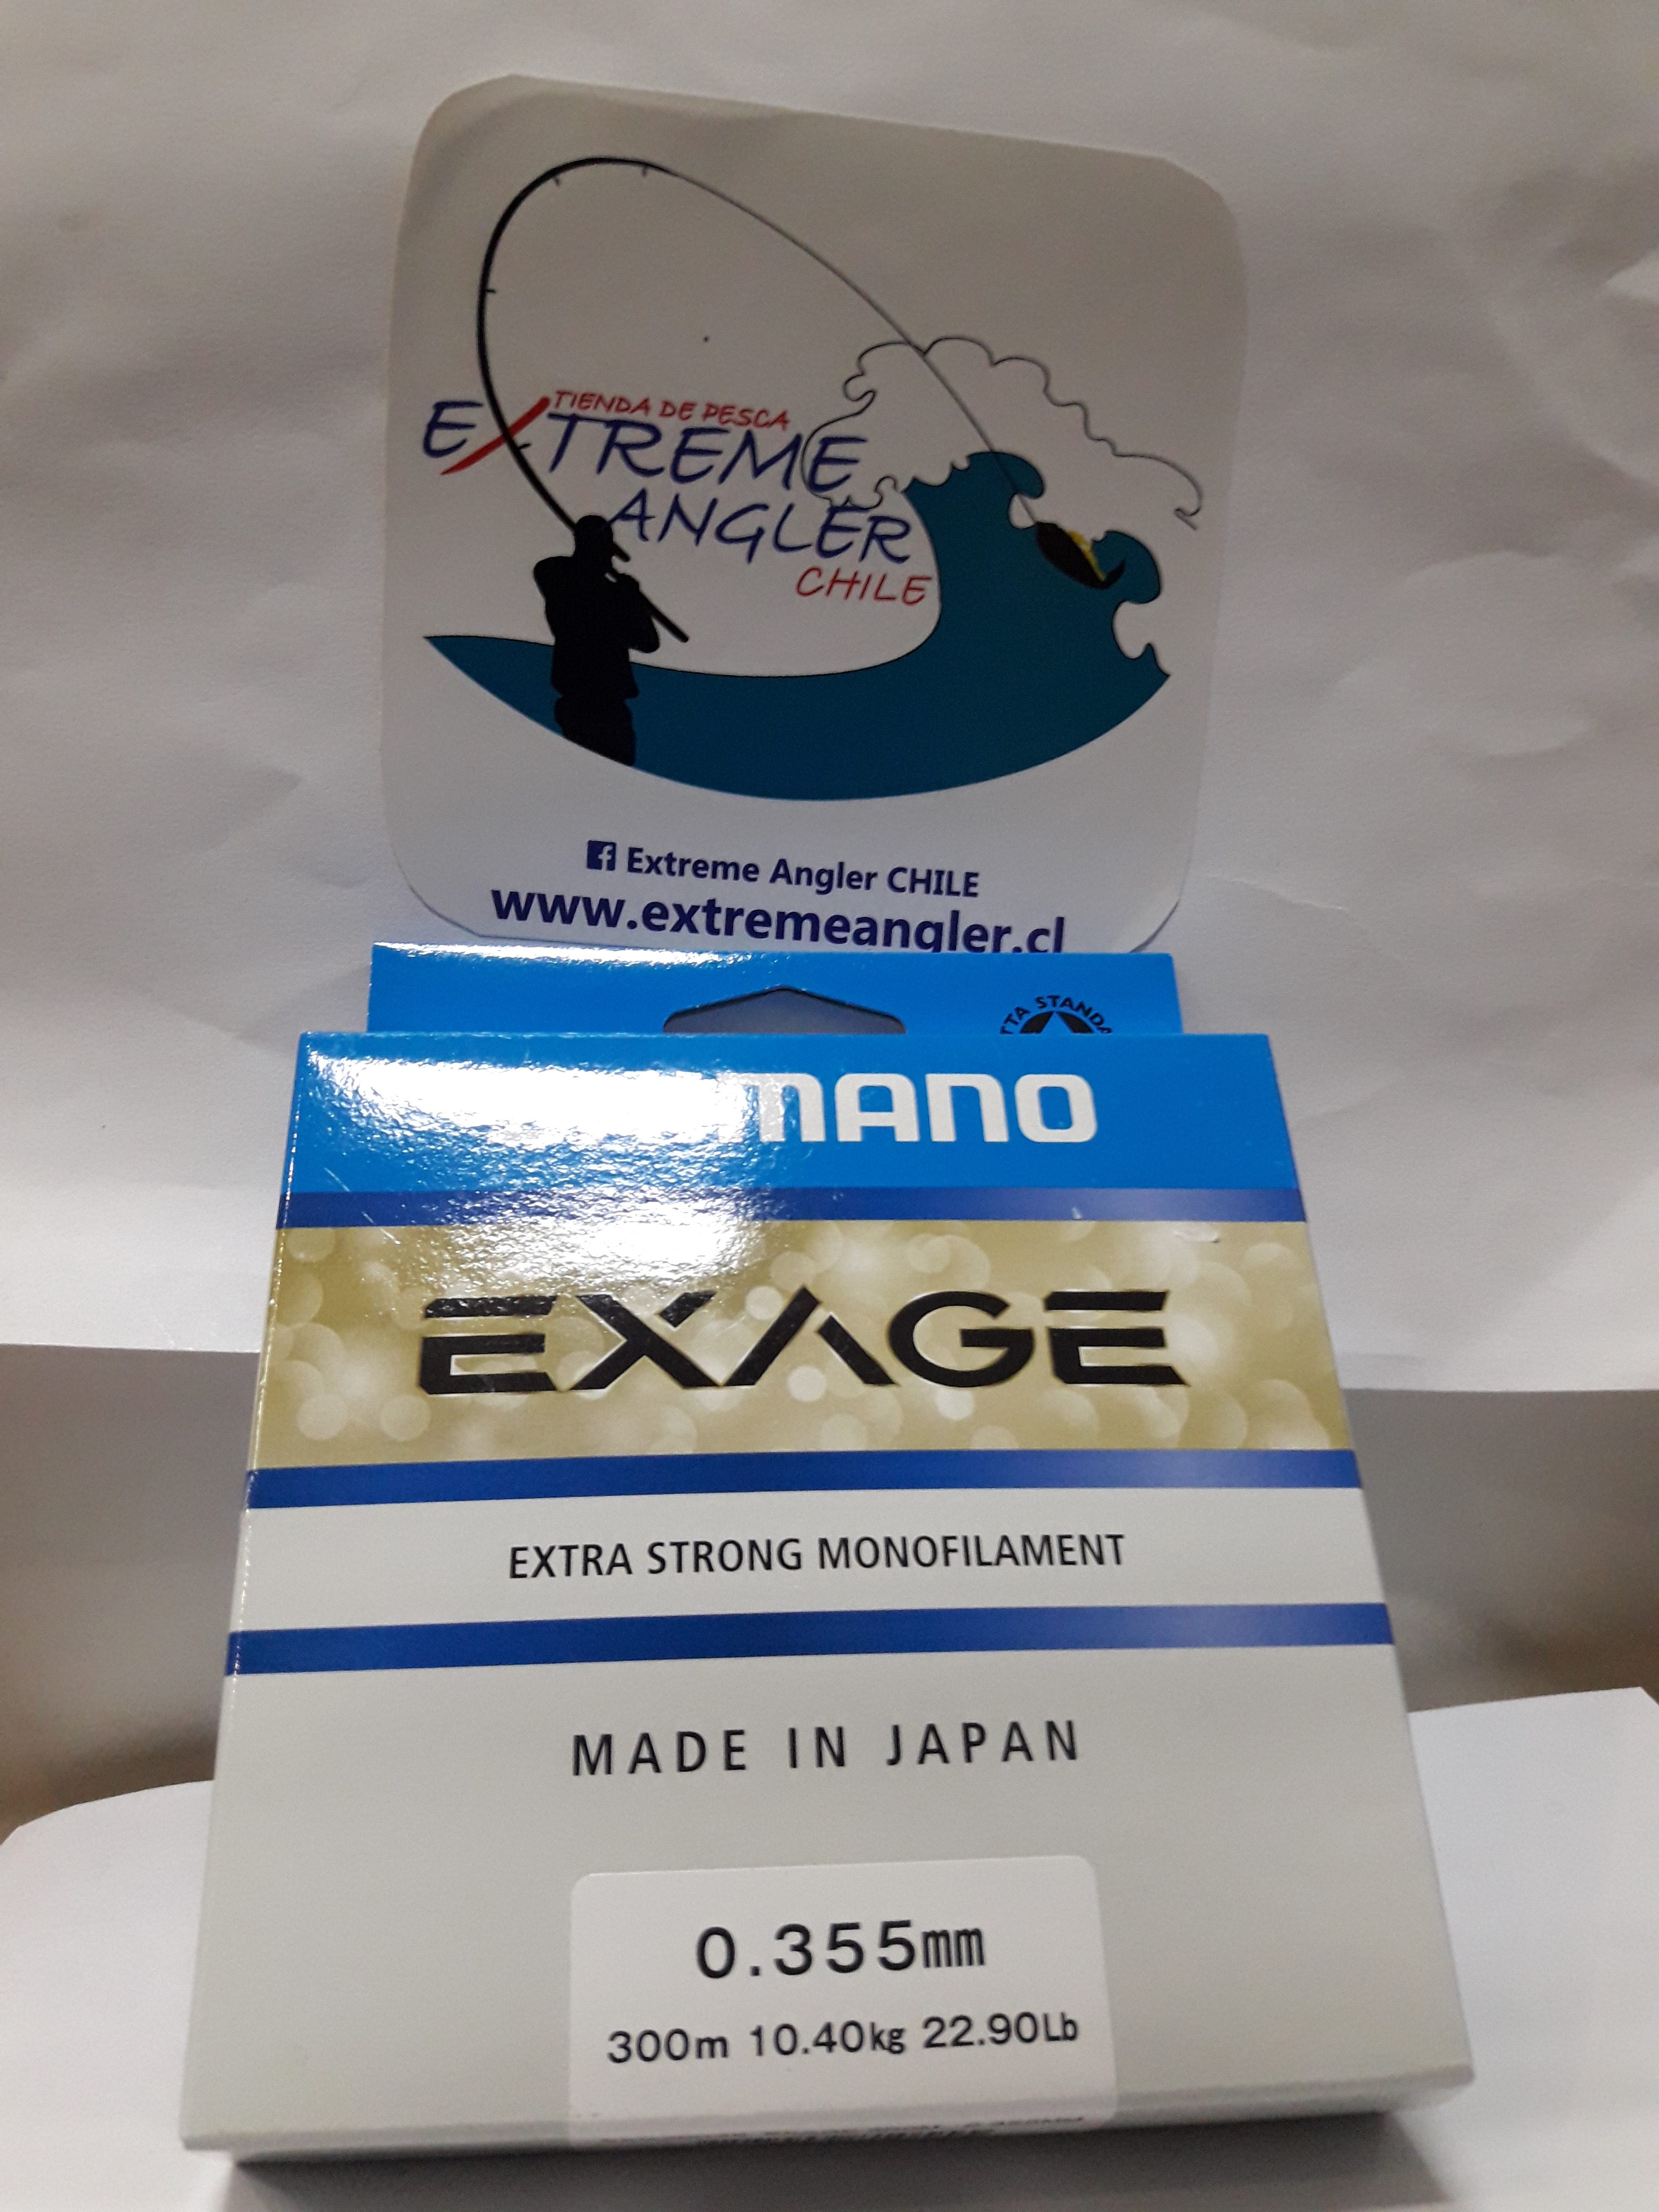 TIENDA DE PESCA
EXTREME
ANGLER
CHILE
Extreme Angler CHILE
www.extremeangler.cl
MANO
EXAGE
EXTRA STRONG MONOFILAMENT
MADE IN JAPAN
0.355mm
300m 10.40kg 22.90Lb